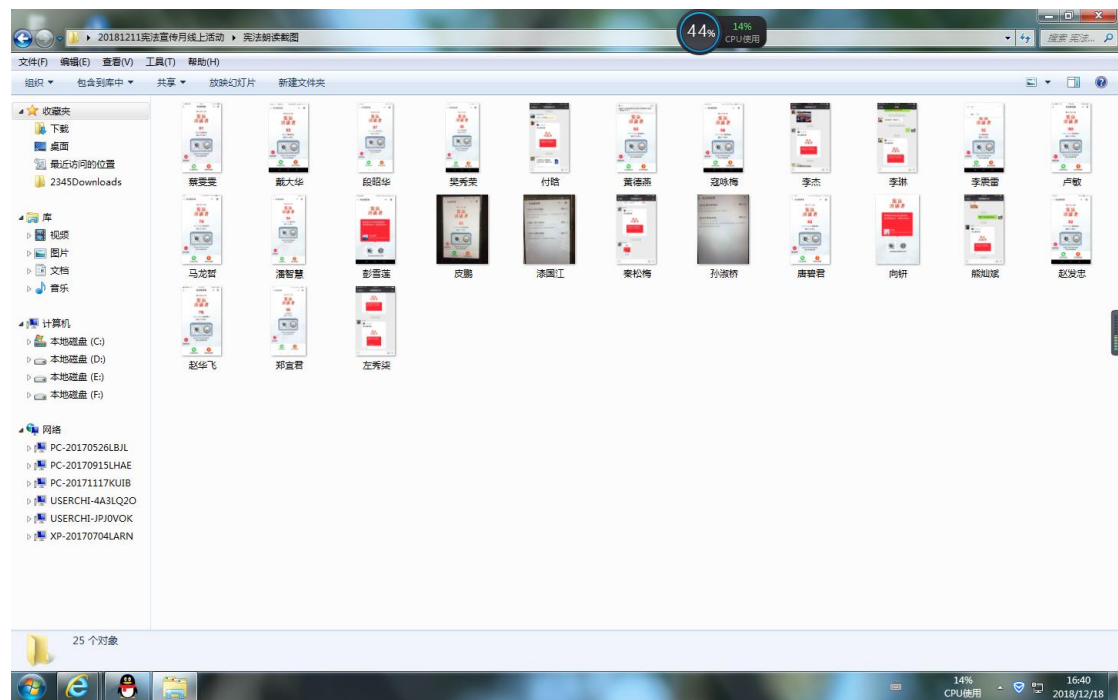 44%
14%
CPU使用
20181211宪法宣传月线上活动 ▸ 宪法朗读截图
搜索 宪法...
文件(F) 编辑(E) 查看(V) 工具(T) 帮助(H)
组织 包含到库中 共享 放映幻灯片 新建文件夹
收藏夹
下载
桌面
最近访问的位置
2345Downloads
库
视频
图片
文档
音乐
计算机
本地磁盘 (C:)
本地磁盘 (D:)
本地磁盘 (E:)
本地磁盘 (F:)
网络
PC-20170526LBJL
PC-20170915LHAE
PC-20171117KUIB
USERCHI-4A3LQ2O
USERCHI-JPJ0VOK
XP-20170704LARN
蔡雯雯 戴大华 段昭华 樊秀荣 付晗 黄德燕 寇咏梅 李杰 李琳 李震雷 卢敏
马龙哲 潘智慧 彭雪莲 皮鹏 漆国江 秦松梅 孙淑桥 唐碧君 向妍 熊灿斌 赵发忠
赵华飞 郑宜君 左秀柒
25 个对象
14%
CPU使用
16:40
2018/12/18